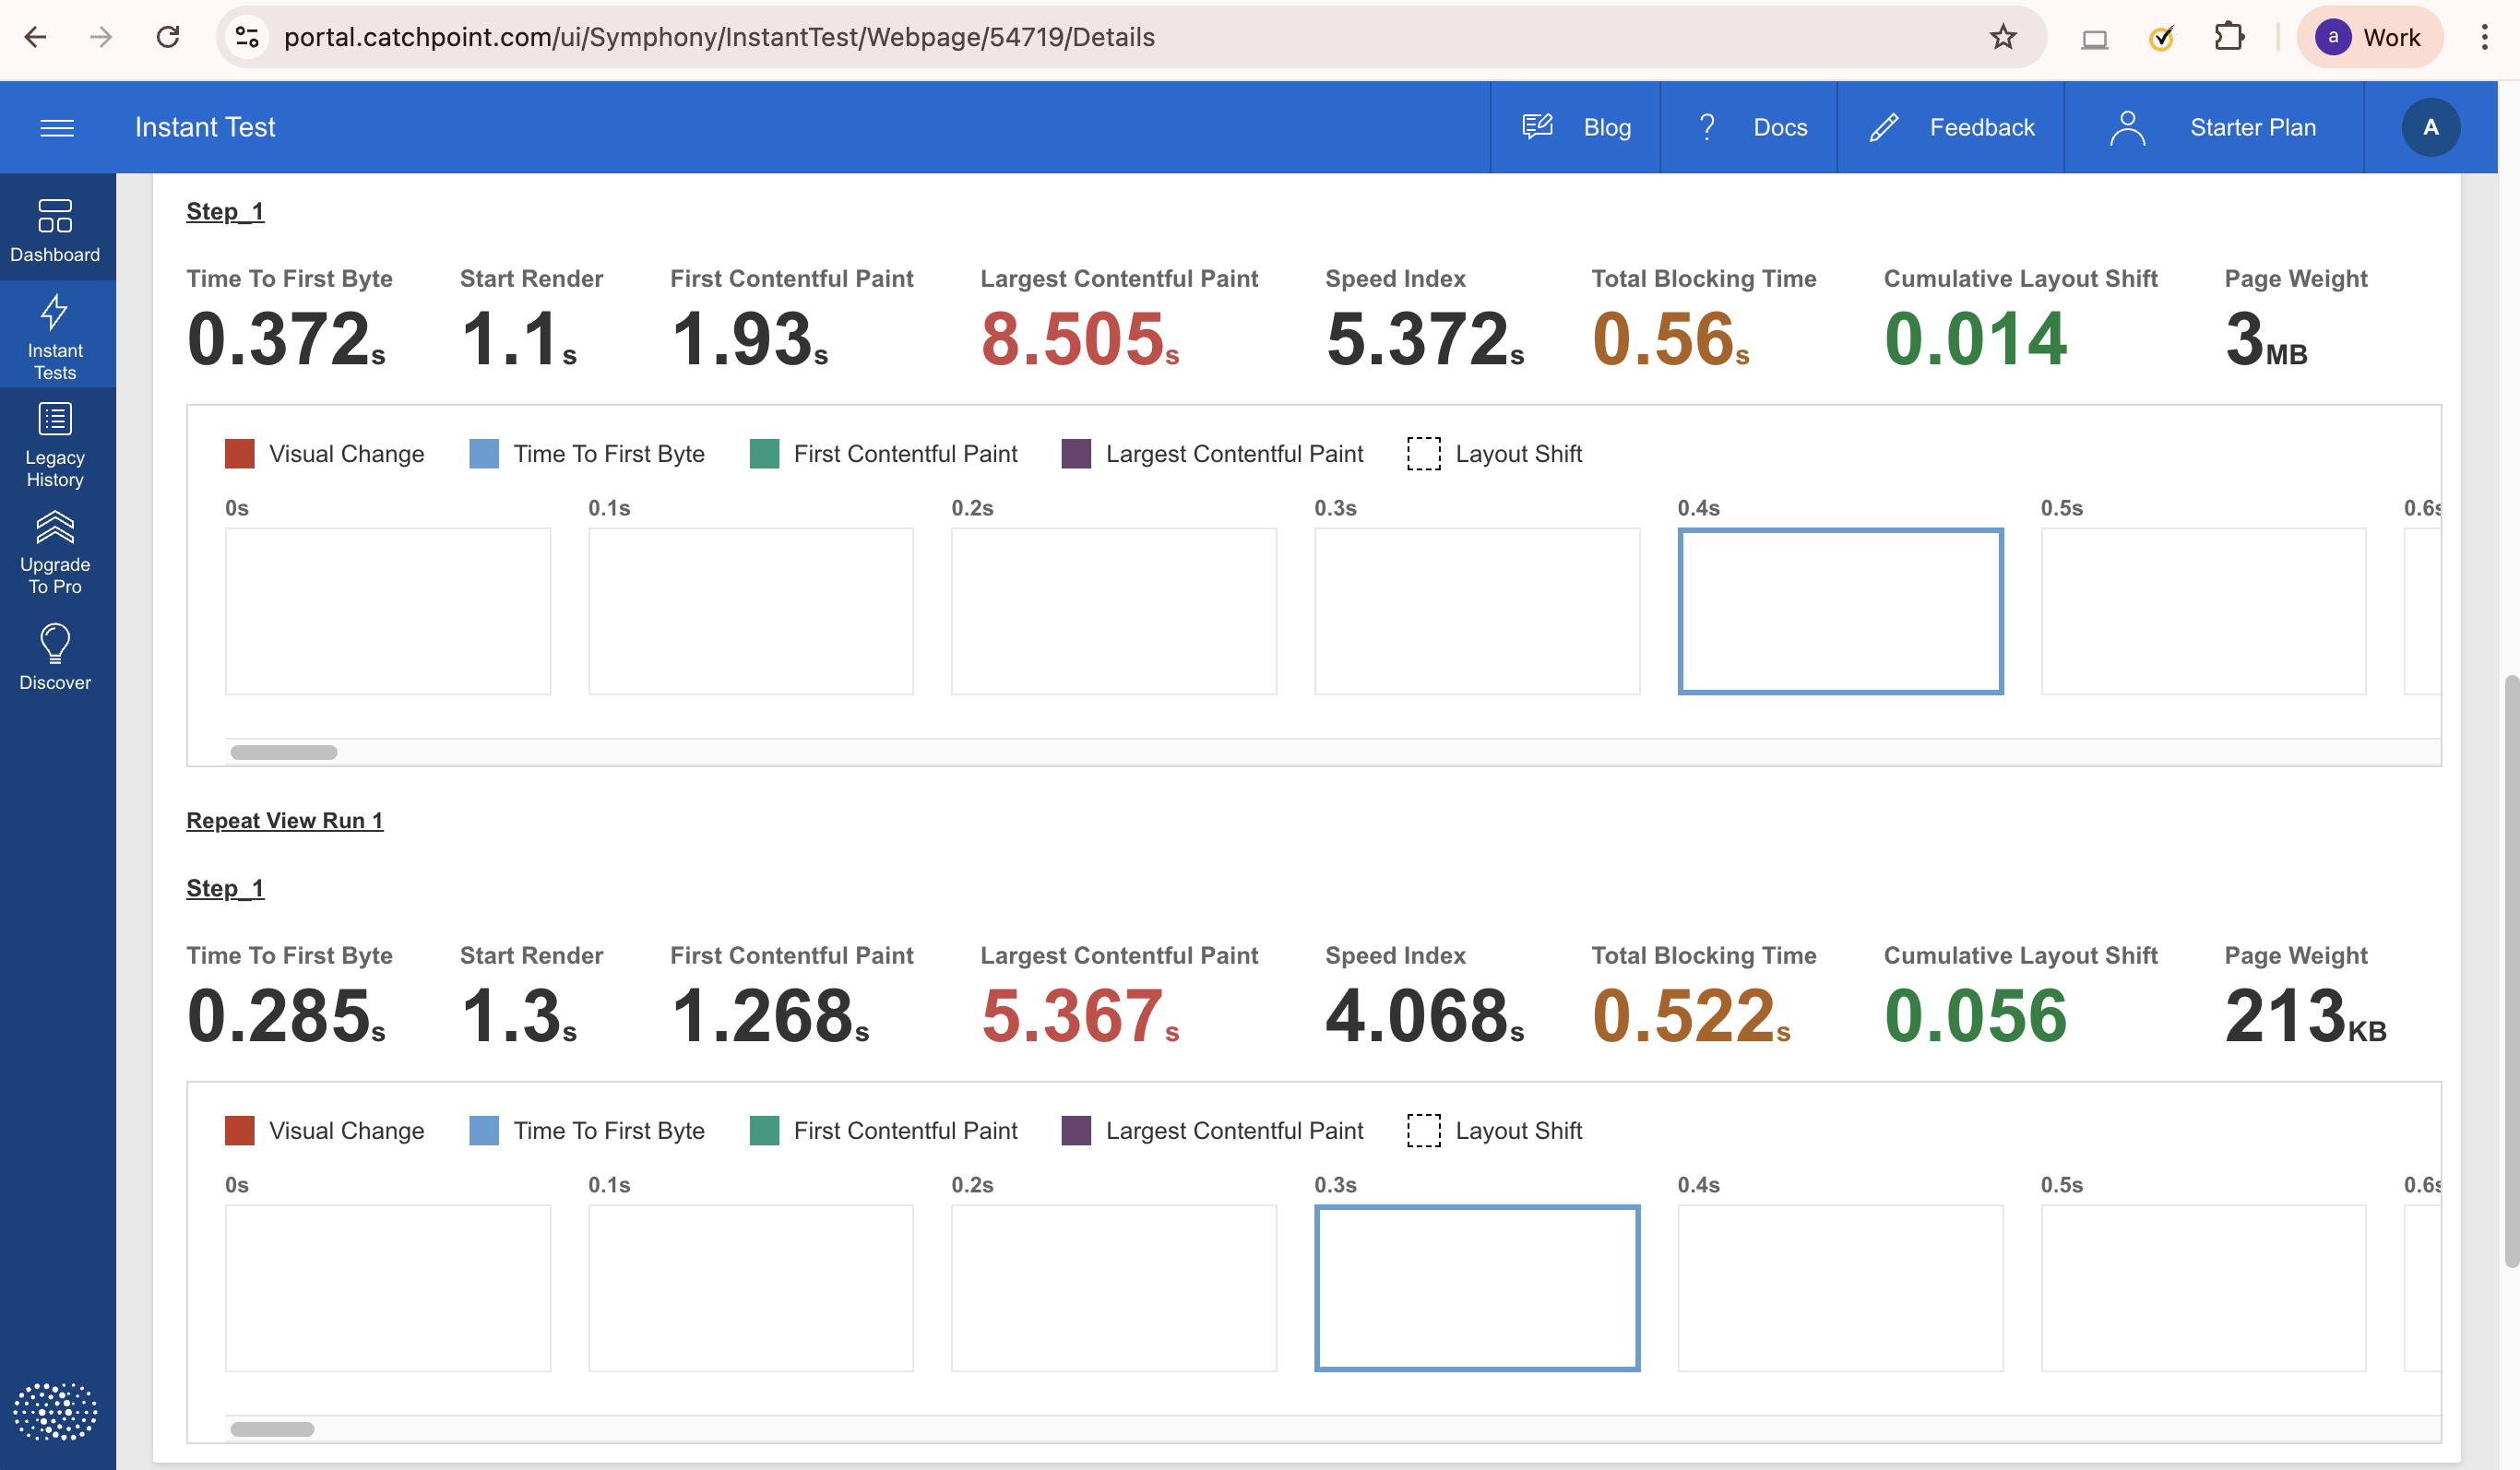 portal.catchpoint.com/ui/Symphony/InstantTest/Webpage/54719/Details
a Work
Instant Test
Blog
? Docs
Feedback
Starter Plan
A
Dashboard
Instant
Tests
Legacy
History
Upgrade
To Pro
Discover
Step_1
Time To First Byte Start Render First Contentful Paint Largest Contentful Paint Speed Index Total Blocking Time Cumulative Layout Shift Page Weight
0.372s 1.1s 1.93s 8.505s 5.372s 0.56s 0.014 3MB
Visual Change Time To First Byte First Contentful Paint Largest Contentful Paint Layout Shift
0s 0.1s 0.2s 0.3s 0.4s 0.5s 0.6s
Repeat View Run 1
Step_1
Time To First Byte Start Render First Contentful Paint Largest Contentful Paint Speed Index Total Blocking Time Cumulative Layout Shift Page Weight
0.285s 1.3s 1.268s 5.367s 4.068s 0.522s 0.056 213KB
Visual Change Time To First Byte First Contentful Paint Largest Contentful Paint Layout Shift
0s 0.1s 0.2s 0.3s 0.4s 0.5s 0.6s